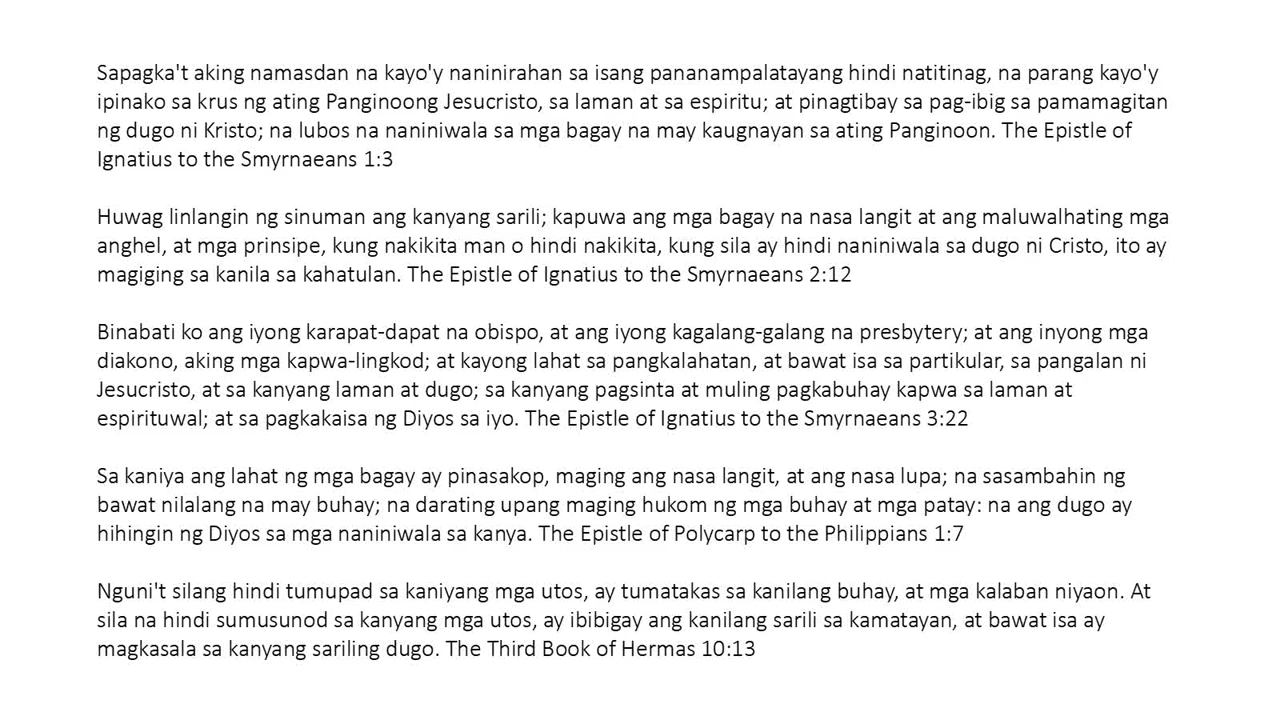 Sapagka't aking namasdan na kayo'y naninirahan sa isang pananampalatayang hindi natitinag, na parang kayo'y
ipinako sa krus ng ating Panginoong Jesucristo, sa laman at sa espiritu; at pinagtibay sa pag-ibig sa pamamagitan
ng dugo ni Kristo; na lubos na naniniwala sa mga bagay na may kaugnayan sa ating Panginoon. The Epistle of
Ignatius to the Smyrnaeans 1:3
Huwag linlangin ng sinuman ang kanyang sarili; kapuwa ang mga bagay na nasa langit at ang maluwalhating mga
anghel, at mga prinsipe, kung nakikita man o hindi nakikita, kung sila ay hindi naniniwala sa dugo ni Cristo, ito ay
magiging sa kanila sa kahatulan. The Epistle of Ignatius to the Smyrnaeans 2:12
Binabati ko ang iyong karapat-dapat na obispo, at ang iyong kagalang-galang na presbytery; at ang inyong mga
diakono, aking mga kapwa-lingkod; at kayong lahat sa pangkalahatan, at bawat isa sa partikular, sa pangalan ni
Jesucristo, at sa kanyang laman at dugo; sa kanyang pagsinta at muling pagkabuhay kapwa sa laman at
espirituwal; at sa pagkakaisa ng Diyos sa iyo. The Epistle of Ignatius to the Smyrnaeans 3:22
Sa kaniya ang lahat ng mga bagay ay pinasakop, maging ang nasa langit, at ang nasa lupa; na sasambahin ng
bawat nilalang na may buhay; na darating upang maging hukom ng mga buhay at mga patay: na ang dugo ay
hihingin ng Diyos sa mga naniniwala sa kanya. The Epistle of Polycarp to the Philippians 1:7
Nguni't silang hindi tumupad sa kaniyang mga utos, ay tumatakas sa kanilang buhay, at mga kalaban niyaon. At
sila na hindi sumusunod sa kanyang mga utos, ay ibibigay ang kanilang sarili sa kamatayan, at bawat isa ay
magkasala sa kanyang sariling dugo. The Third Book of Hermas 10:13